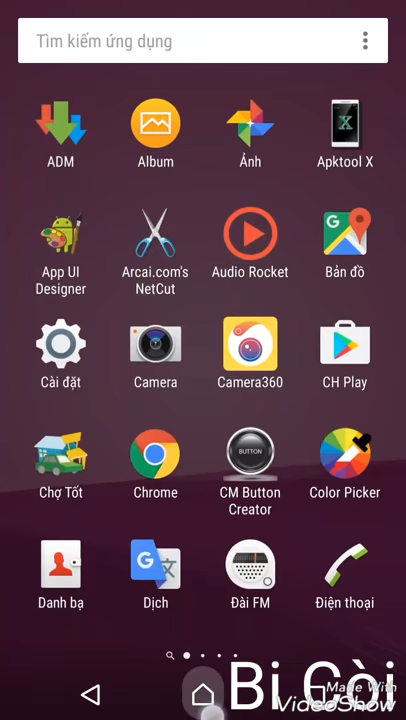 Tìm kiếm ứng dụng
ADM
Album
Ảnh
Apktool X
App UI
Designer
Arcai.com's
NetCut
Audio Rocket
Bản đồ
Cài đặt
Camera
Camera360
CH Play
Chợ Tốt
Chrome
BUTTON
CM Button
Creator
Color Picker
Danh bạ
Dịch
Đài FM
Điện thoại
Bi Còi
Made With
VideoShow